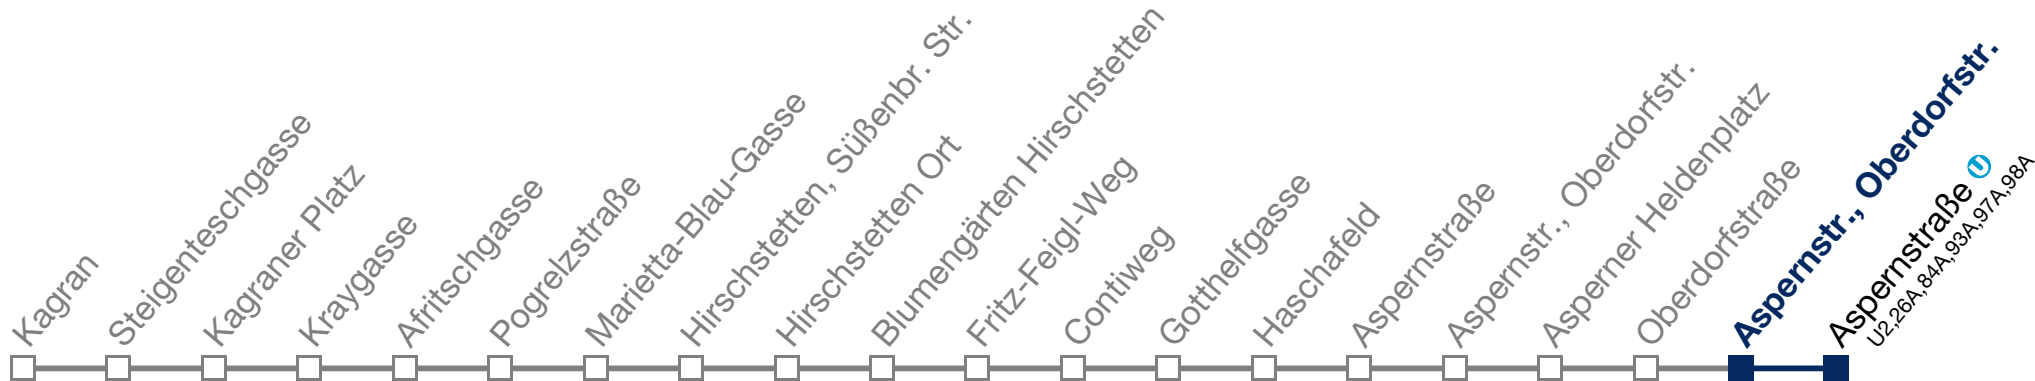 Kagran
Steigenteschgasse
Kagraner Platz
Kraygasse
Afritschgasse
Pogrelzstraße
Marietta-Blau-Gasse
Hirschstetten, Süßenbr. Str.
Hirschstetten Ort
Blumengärten Hirschstetten
Fritz-Feigl-Weg
Contiweg
Gotthelfgasse
Haschafeld
Aspernstraße
Aspernstr., Oberdorfstr.
Asperner Heldenplatz
Oberdorfstraße
Aspernstr., Oberdorfstr.
Aspernstraße U
U2,26A,84A,93A,97A,98A